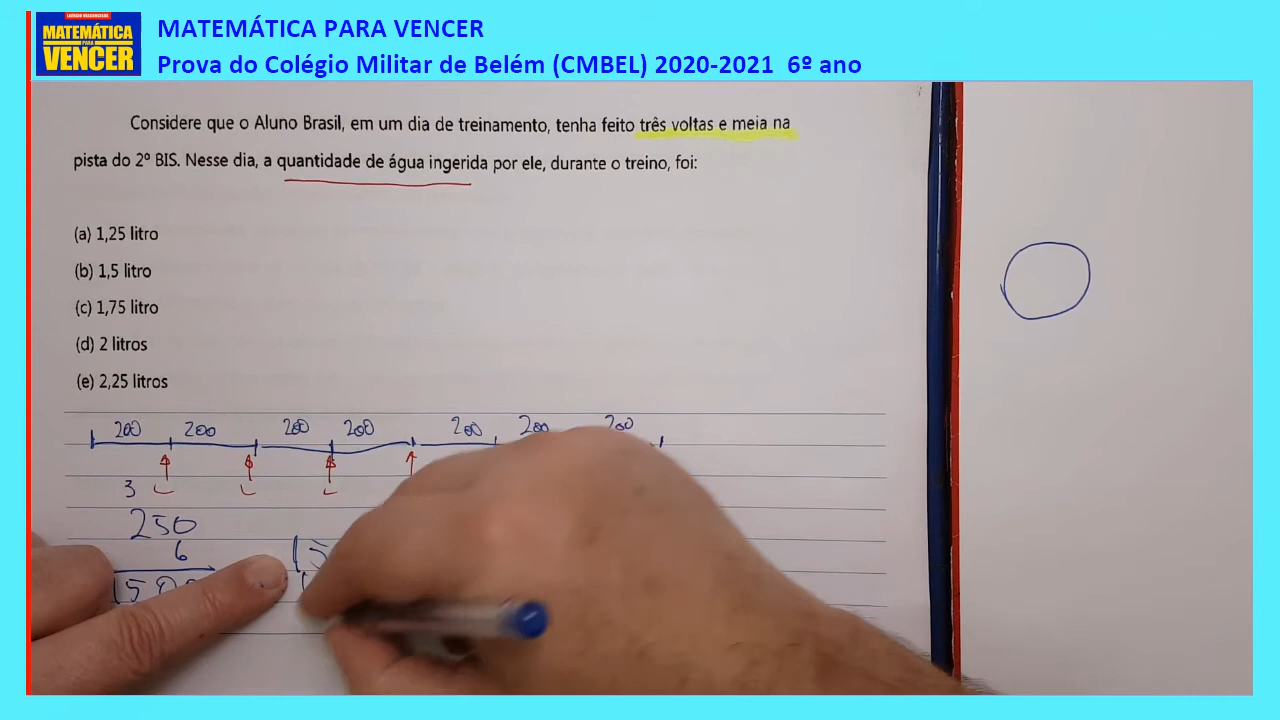 LAÉRCIO VASCONCELOS
MATEMÁTICA
PARA
VENCER
MATEMÁTICA PARA VENCER
Prova do Colégio Militar de Belém (CMBEL) 2020-2021 6º ano
Considere que o Aluno Brasil, em um dia de treinamento, tenha feito três voltas e meia na
pista do 2º BIS. Nesse dia, a quantidade de água ingerida por ele, durante o treino, foi:
(a) 1,25 litro
(b) 1,5 litro
(c) 1,75 litro
(d) 2 litros
(e) 2,25 litros
200 200 200 200 200 200 200
3
250
6